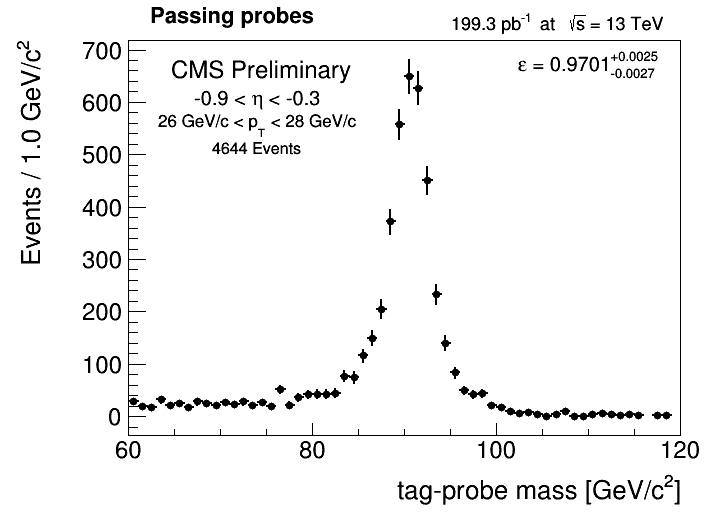 Passing probes
199.3 pb⁻¹ at √s = 13 TeV
CMS Preliminary
-0.9 < η < -0.3
26 GeV/c < p_T < 28 GeV/c
4644 Events
ε = 0.9701 +0.0025 -0.0027
Events / 1.0 GeV/c²
700
600
500
400
300
200
100
0
60 80 100 120
tag-probe mass [GeV/c²]